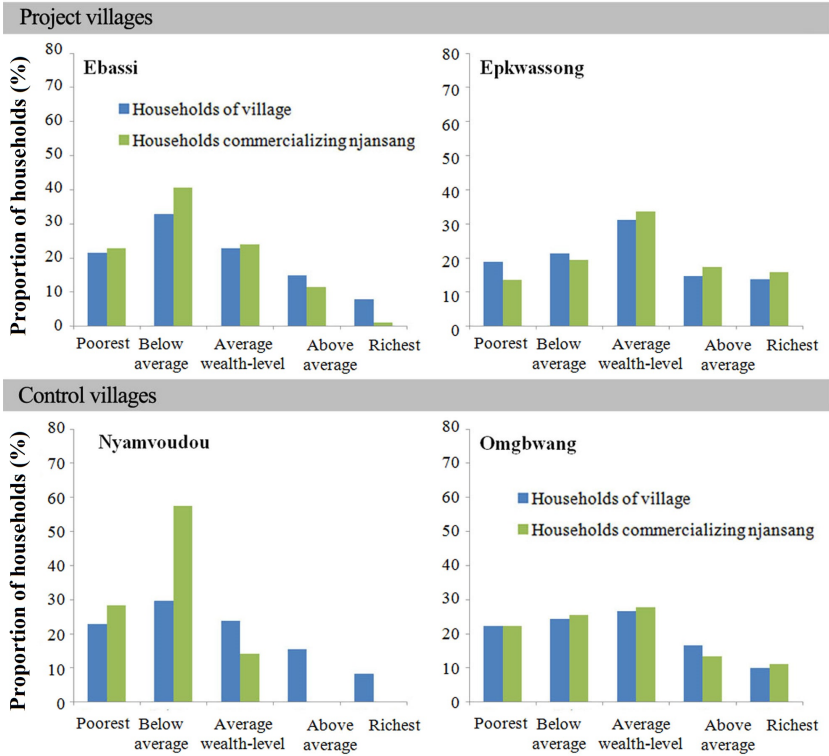 Project villages
Proportion of households (%)
80
70
60
50
40
30
20
10
0
Ebassi
Households of village
Households commercializing njansang
Poorest
Below
average
Average
wealth-level
Above
average
Richest
80
70
60
50
40
30
20
10
0
Epkwassong
Poorest
Below
average
Average
wealth-level
Above
average
Richest
Control villages
Proportion of households (%)
80
70
60
50
40
30
20
10
0
Nyamvoudou
Poorest
Below
average
Average
wealth-level
Above
average
Richest
80
70
60
50
40
30
20
10
0
Omgbwang
Households of village
Households commercializing njansang
Poorest
Below
average
Average
wealth-level
Above
average
Richest